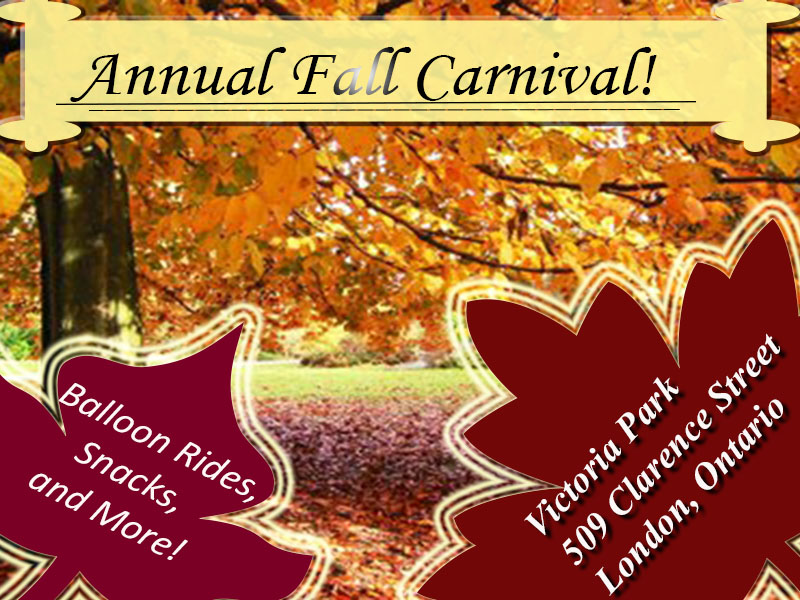 Annual Fall Carnival!
Balloon Rides,
Snacks,
and More!
Victoria Park
509 Clarence Street
London, Ontario